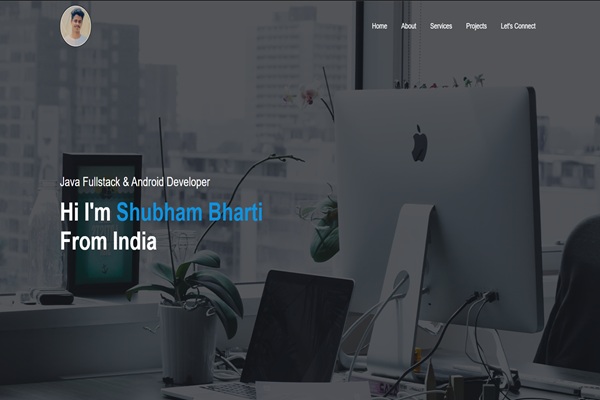 Home About Services Projects Let's Connect
Java Fullstack & Android Developer
Hi I'm Shubham Bharti
From India